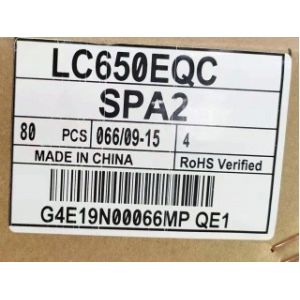 LC650EQC
SPA2
80 PCS 066/09-15 4
MADE IN CHINA RoHS Verified
G4E19N00066MP QE1